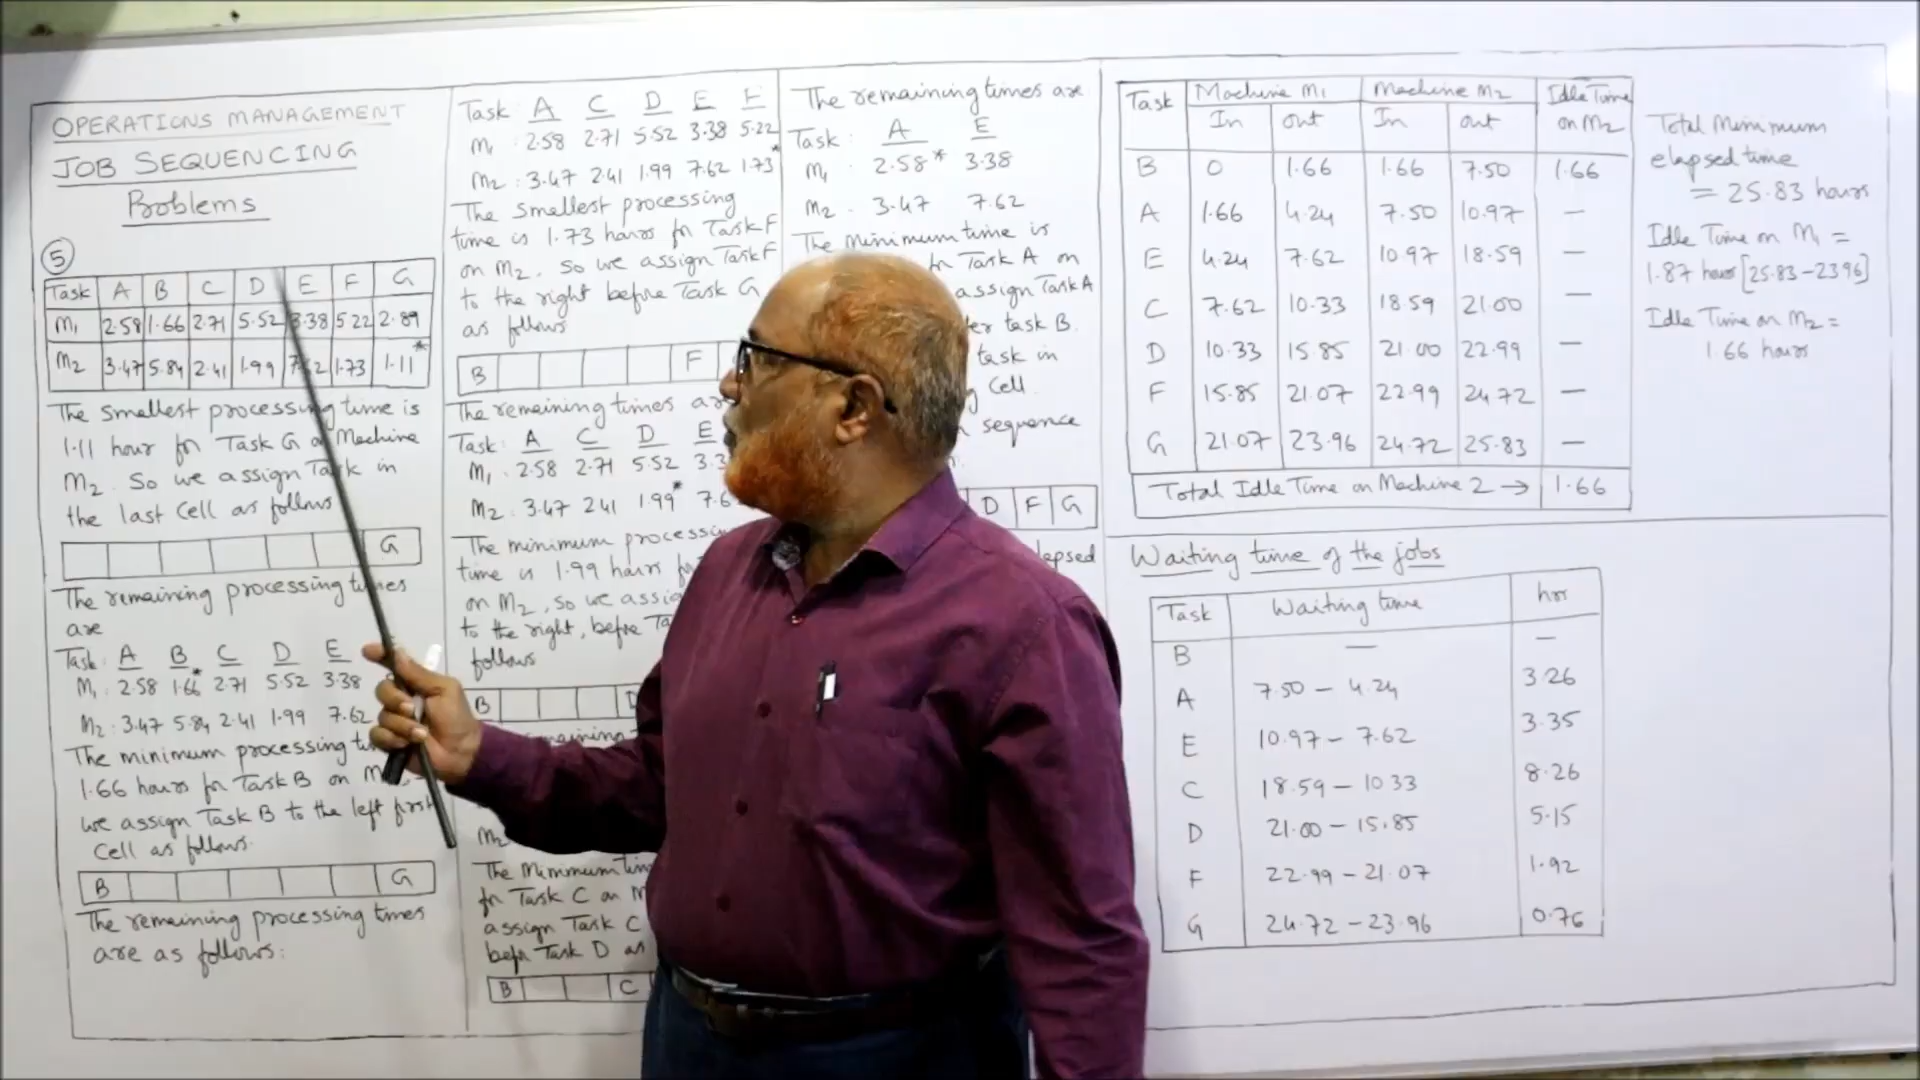 OPERATIONS MANAGEMENT
JOB SEQUENCING
Problems
5
Task A B C D E F G
M1 2.58 1.66 2.71 5.52 3.38 5.22 2.89
M2 3.47 5.84 2.41 1.99 7.62 1.73 1.11*
The smallest processing time is
1.11 hour for Task G Machine
M2. So we assign Task in
the last cell as follows
G
The remaining processing times
are
Task: A B C D E
M1: 2.58 1.66* 2.71 5.52 3.38
M2: 3.47 5.84 2.41 1.99 7.62
The minimum processing
1.66 hours for Task B on
we assign Task B to the left first
cell as follows.
B G
The remaining processing times
are as follows:
Task: A C D E F
M1: 2.58 2.71 5.52 3.38 5.22
M2: 3.47 2.41 1.99 7.62 1.73*
The smallest processing
time is 1.73 hours for Task F
on M2. So we assign Task F
to the right before Task G
as follows
B F
The remaining times are
Task: A C D E
M1: 2.58 2.71 5.52 3.3
M2: 3.47 2.41 1.99* 7.6
The minimum
time is 1.99 hours
on M2, so we
to the right, before
follows
B
M2
The Minimum
for Task C on
assign Task C
before Task D as
B C
The remaining times are
Task: A E
M1: 2.58* 3.38
M2: 3.47 7.62
The minimum time is
for Task A on
assign Task A
task B.
task in
cell.
sequence
D F G
elapsed
Task Machine M1 Machine M2 Idle Time
In out In out on M2
B 0 1.66 1.66 7.50 1.66
A 1.66 4.24 7.50 10.97 —
E 4.24 7.62 10.97 18.59 —
C 7.62 10.33 18.59 21.00 —
D 10.33 15.85 21.00 22.99 —
F 15.85 21.07 22.99 24.72 —
G 21.07 23.96 24.72 25.83 —
Total Idle Time on Machine 2 → 1.66
Total Minimum
elapsed time
= 25.83 hours
Idle Time on M1 =
1.87 hours [25.83 - 23.96]
Idle Time on M2 =
1.66 hours
Waiting time of the jobs
Task Waiting time hrs
B — —
A 7.50 - 4.24 3.26
E 10.97 - 7.62 3.35
C 18.59 - 10.33 8.26
D 21.00 - 15.85 5.15
F 22.99 - 21.07 1.92
G 24.72 - 23.96 0.76